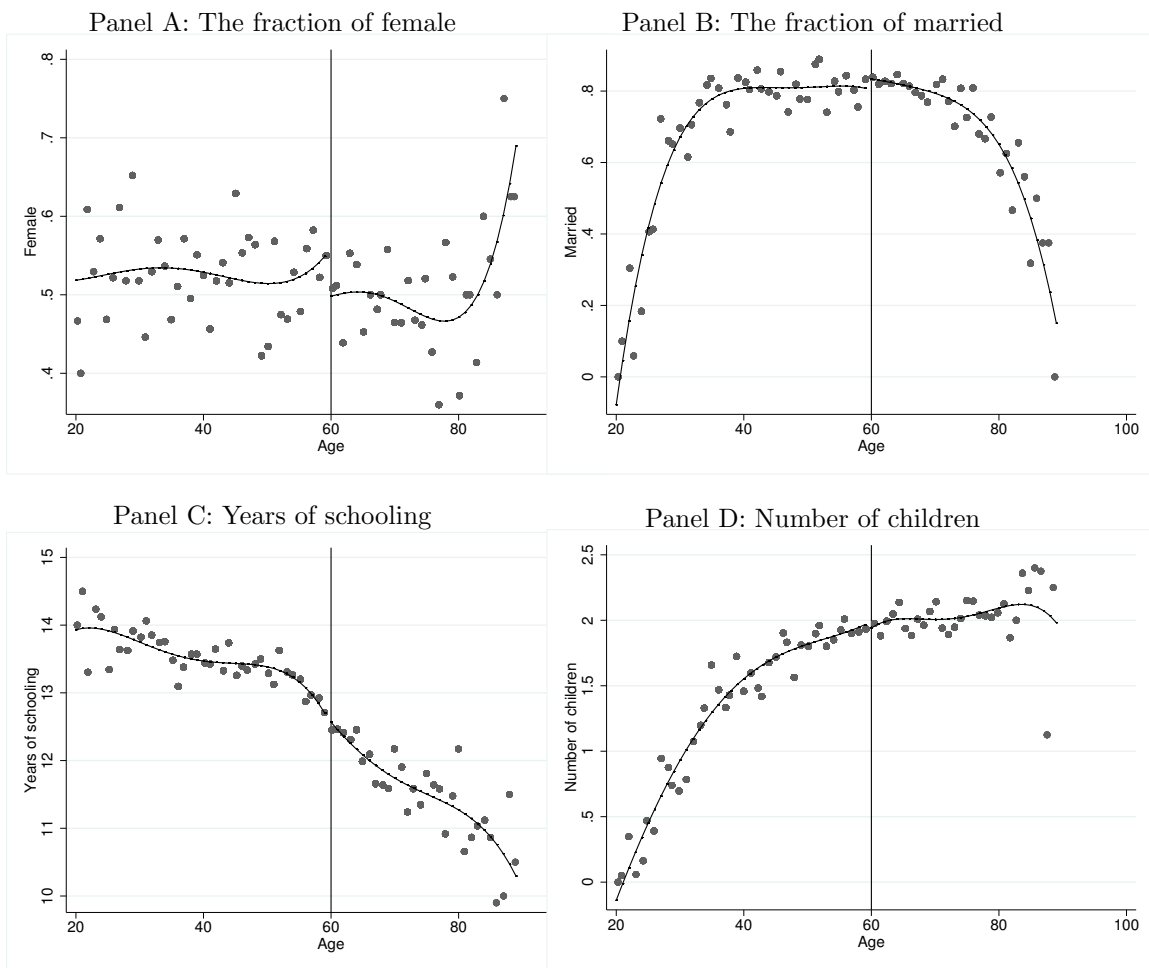 Panel A: The fraction of female
Panel B: The fraction of married
Female
.8
.7
.6
.5
.4
20 40 60 80
Age
Married
.8
.6
.4
.2
0
20 40 60 80 100
Age
Panel C: Years of schooling
Panel D: Number of children
Years of schooling
15
14
13
12
11
10
20 40 60 80
Age
Number of children
2.5
2
1.5
1
.5
0
20 40 60 80 100
Age